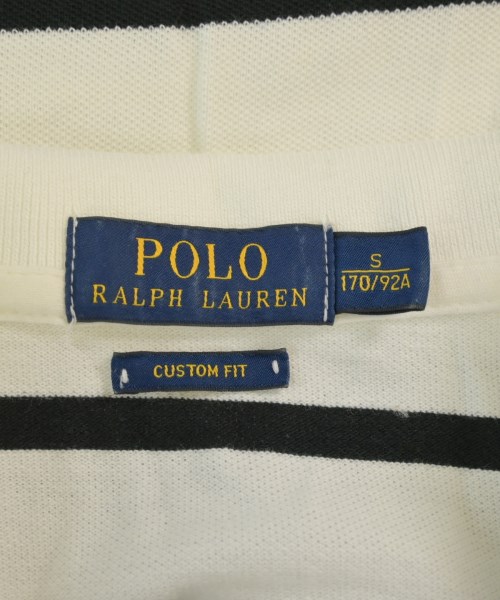 POLO
RALPH LAUREN
S
170/92A
CUSTOM FIT